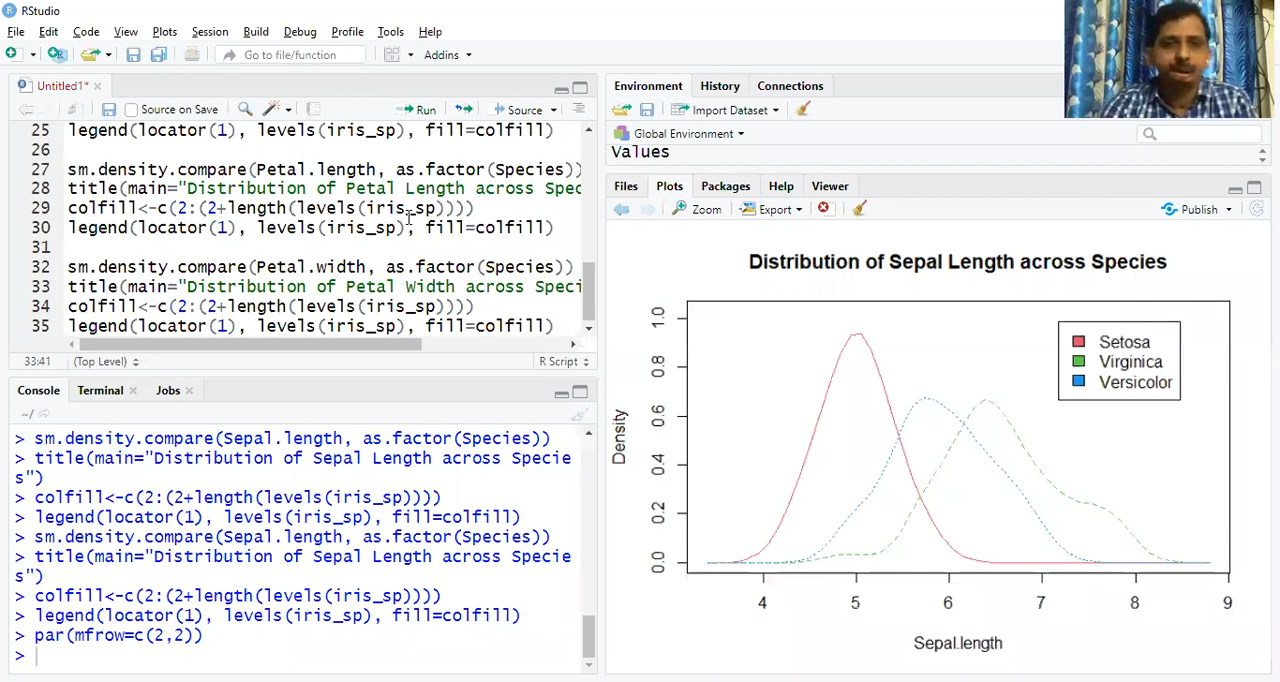 RStudio
File Edit Code View Plots Session Build Debug Profile Tools Help
Go to file/function Addins
Untitled1*
Source on Save Run Source
25 legend(locator(1), levels(iris_sp), fill=colfill)
26
27 sm.density.compare(Petal.length, as.factor(Species))
28 title(main="Distribution of Petal Length across Spec
29 colfill<-c(2:(2+length(levels(iris_sp))))
30 legend(locator(1), levels(iris_sp), fill=colfill)
31
32 sm.density.compare(Petal.width, as.factor(Species))
33 title(main="Distribution of Petal Width across Speci
34 colfill<-c(2:(2+length(levels(iris_sp))))
35 legend(locator(1), levels(iris_sp), fill=colfill)
33:41 (Top Level) R Script
Console Terminal Jobs
~/
> sm.density.compare(Sepal.length, as.factor(Species))
> title(main="Distribution of Sepal Length across Specie
s")
> colfill<-c(2:(2+length(levels(iris_sp))))
> legend(locator(1), levels(iris_sp), fill=colfill)
> sm.density.compare(Sepal.length, as.factor(Species))
> title(main="Distribution of Sepal Length across Specie
s")
> colfill<-c(2:(2+length(levels(iris_sp))))
> legend(locator(1), levels(iris_sp), fill=colfill)
> par(mfrow=c(2,2))
>
Environment History Connections
Import Dataset
Global Environment
Values
Files Plots Packages Help Viewer
Zoom Export Publish
Distribution of Sepal Length across Species
Setosa
Virginica
Versicolor
Density
1.0
0.8
0.6
0.4
0.2
0.0
4 5 6 7 8 9
Sepal.length